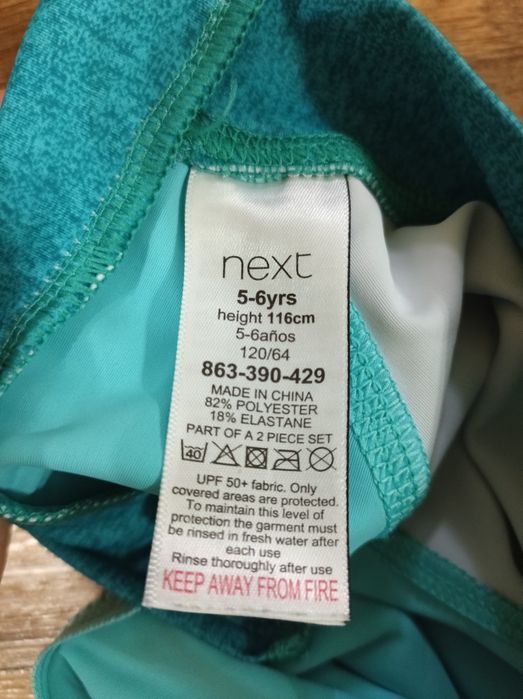 next
5-6yrs
height 116cm
5-6años
120/64
863-390-429
MADE IN CHINA
82% POLYESTER
18% ELASTANE
PART OF A 2 PIECE SET
40
UPF 50+ fabric. Only
covered areas are protected.
To maintain this level of
protection the garment must
be rinsed in fresh water after
each use
Rinse thoroughly after use
KEEP AWAY FROM FIRE